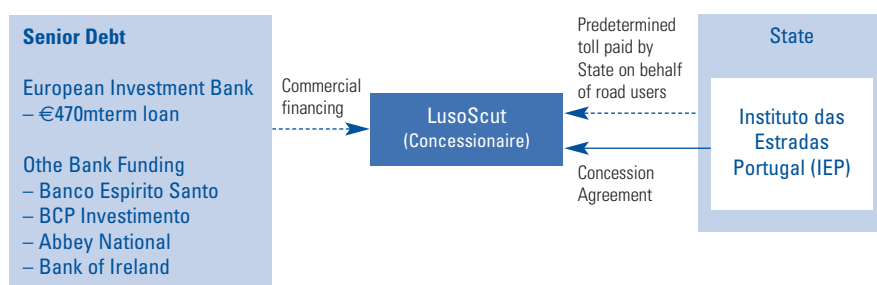 Senior Debt
European Investment Bank
– €470mterm loan
Othe Bank Funding
– Banco Espirito Santo
– BCP Investimento
– Abbey National
– Bank of Ireland
Commercial
financing
LusoScut
(Concessionaire)
Predetermined
toll paid by
State on behalf
of road users
Concession
Agreement
State
Instituto das
Estradas
Portugal (IEP)